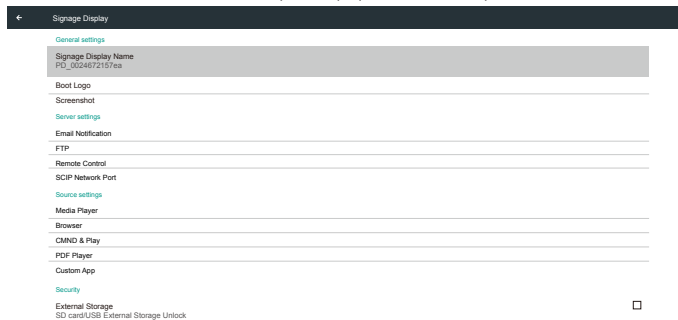 Signage Display
General settings
Signage Display Name
PD_0024672157ea
Boot Logo
Screenshot
Server settings
Email Notification
FTP
Remote Control
SCIP Network Port
Source settings
Media Player
Browser
CMND & Play
PDF Player
Custom App
Security
External Storage
SD card/USB External Storage Unlock